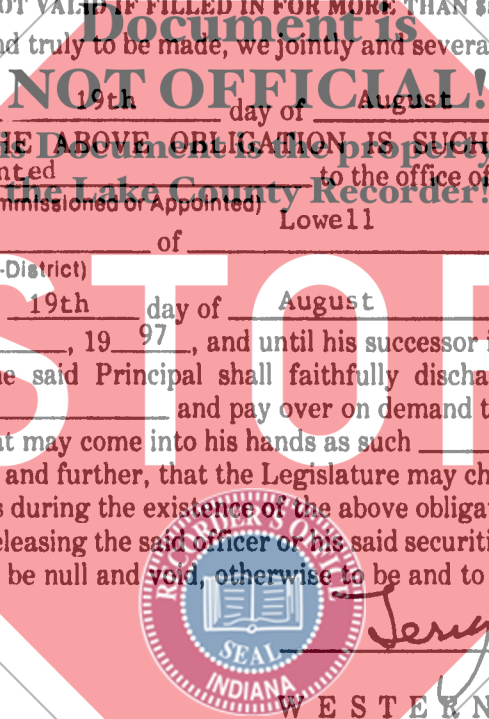 OT VALID IF FILLED IN FOR MORE THAN $
Document is
nd truly to be made, we jointly and severa
NOT OFFICIAL!
19th day of August
HE ABOVE OBLIGATION IS SUCH
is Document is the property
nted to the office of
the Lake County Recorder!
mmissioned or Appointed)
Lowell
of
-District)
STOP
19th day of August
, 19 97, and until his successor i
he said Principal shall faithfully discha
and pay over on demand t
at may come into his hands as such
and further, that the Legislature may ch
s during the existence of the above obliga
eleasing the said officer or his said securiti
be null and void, otherwise to be and to
RECORDER'S OFFICE
SEAL
INDIANA
WESTERN